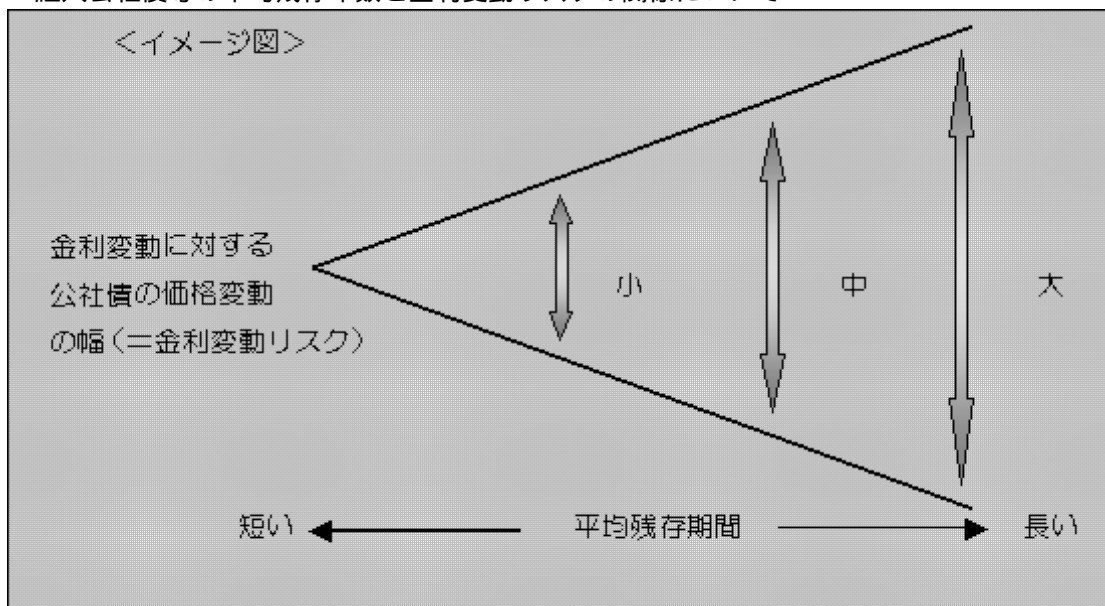 ＜イメージ図＞
金利変動に対する
公社債の価格変動
の幅（＝金利変動リスク）
小
中
大
短い
平均残存期間
長い